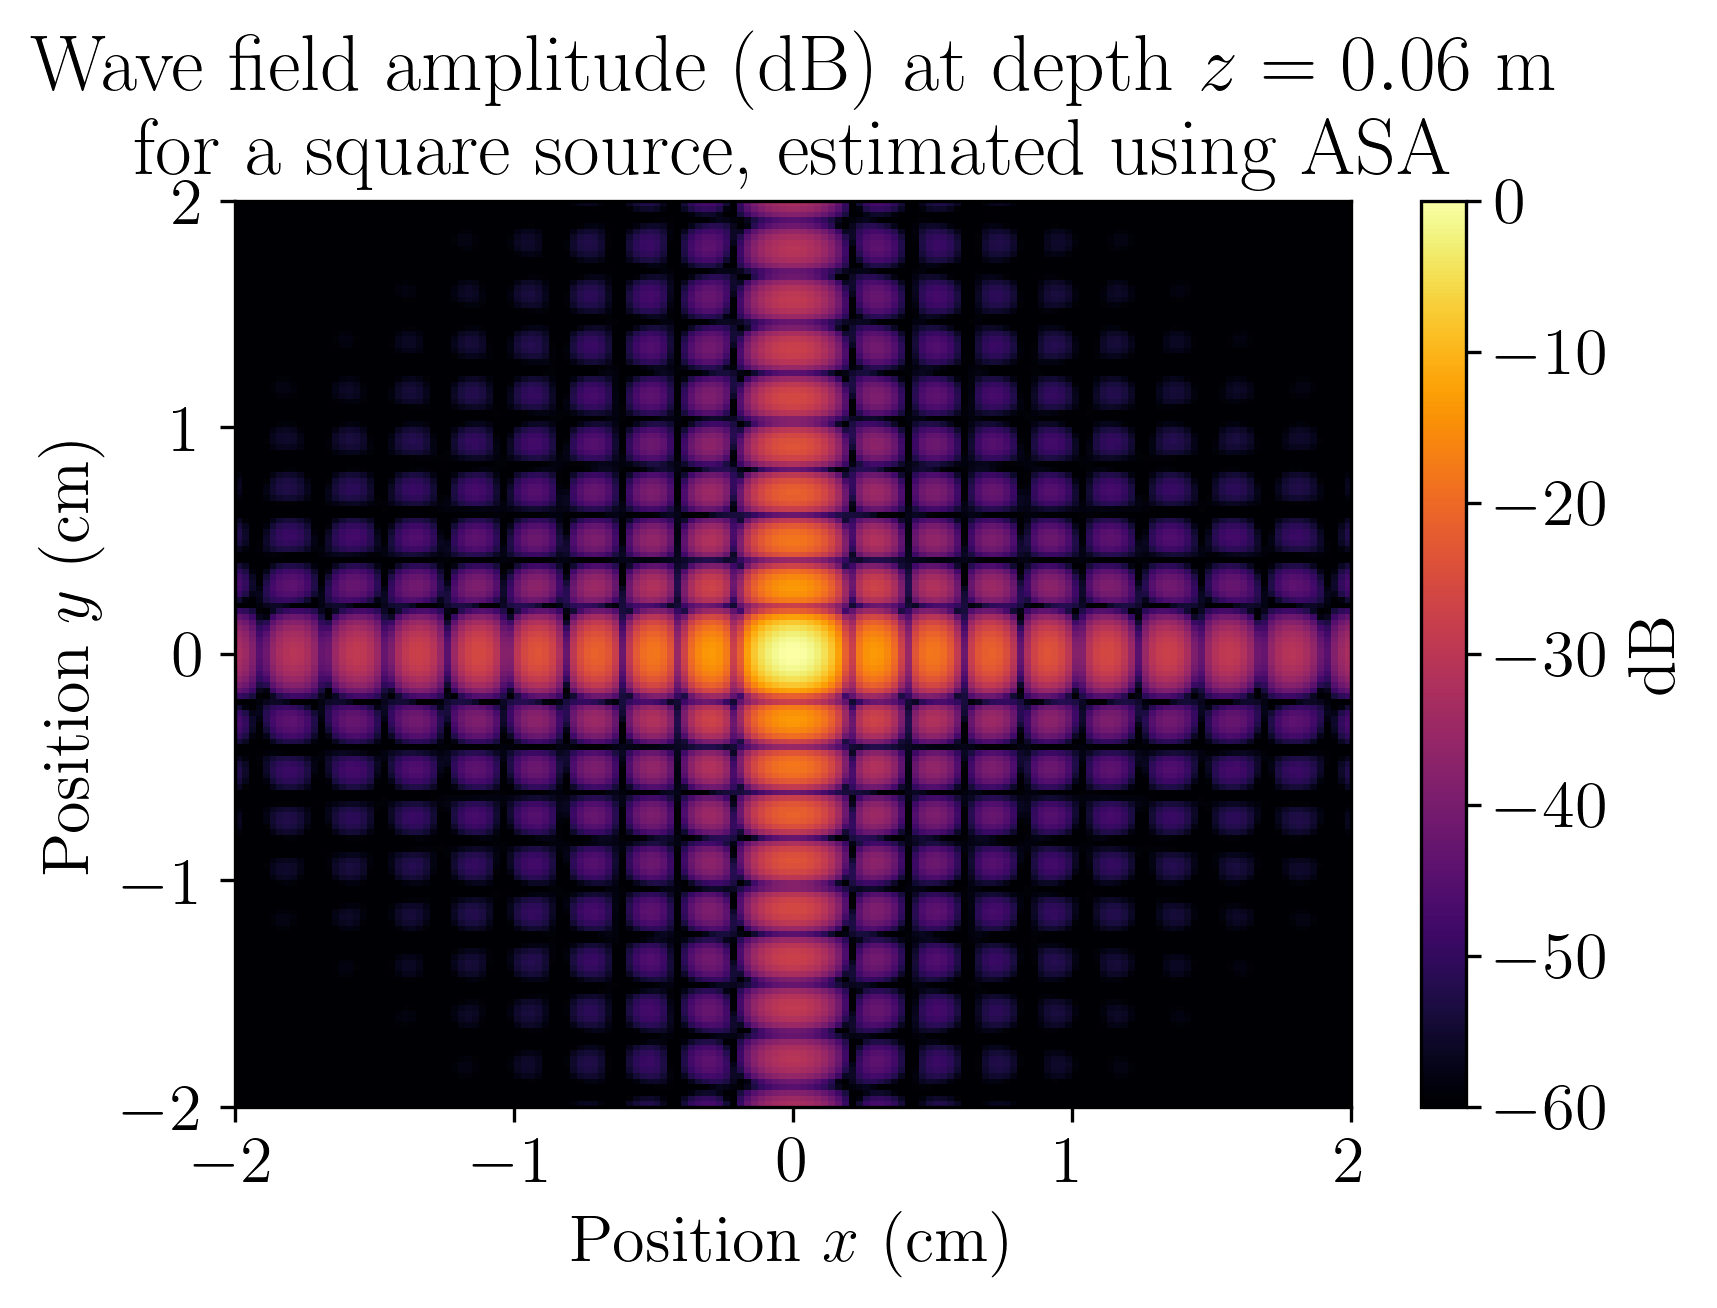 Wave field amplitude (dB) at depth z = 0.06 m
for a square source, estimated using ASA
2
1
0
−1
−2
Position y (cm)
−2 −1 0 1 2
Position x (cm)
0
−10
−20
−30
−40
−50
−60
dB